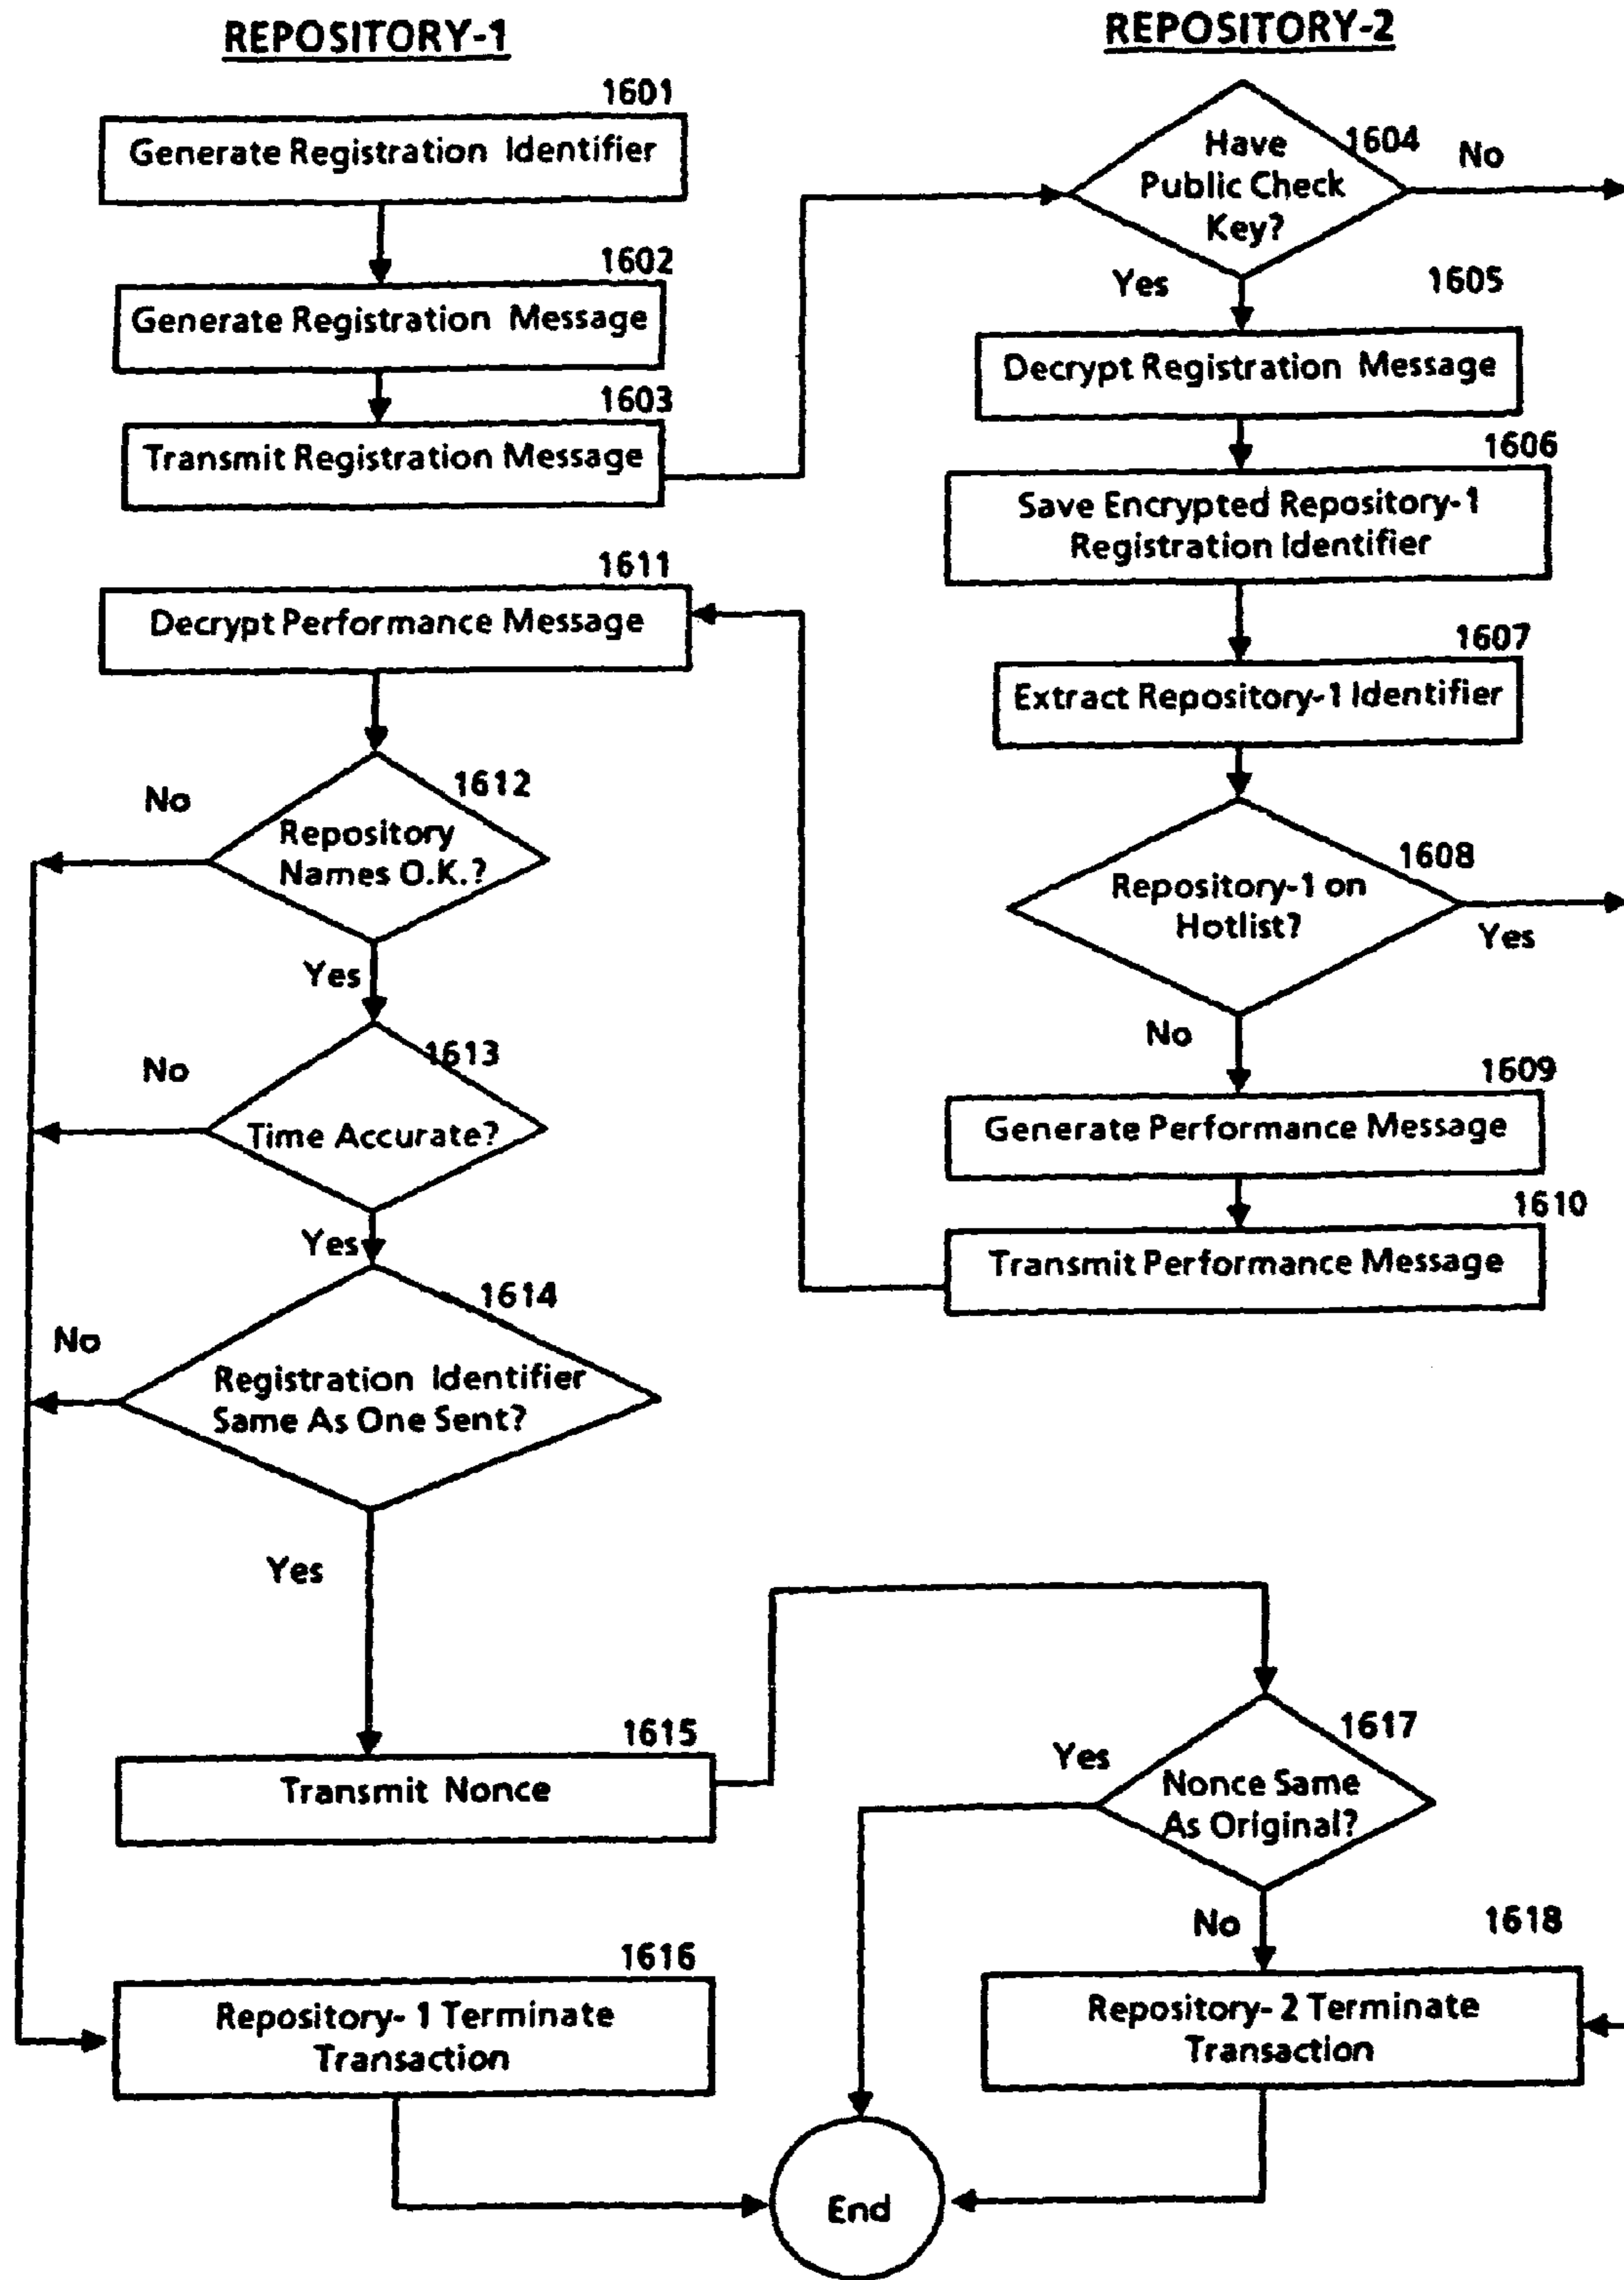 REPOSITORY-1
1601
Generate Registration Identifier
1602
Generate Registration Message
1603
Transmit Registration Message
1611
Decrypt Performance Message
1612
No
Repository
Names O.K.?
Yes
1613
No
Time Accurate?
Yes
1614
No
Registration Identifier
Same As One Sent?
Yes
1615
Transmit Nonce
1616
Repository- 1 Terminate
Transaction
REPOSITORY-2
1604
Have
Public Check
Key?
No
Yes
1605
Decrypt Registration Message
1606
Save Encrypted Repository-1
Registration Identifier
1607
Extract Repository-1 Identifier
1608
Repository-1 on
Hotlist?
Yes
No
1609
Generate Performance Message
1610
Transmit Performance Message
1617
Yes
Nonce Same
As Original?
No
1618
Repository- 2 Terminate
Transaction
End